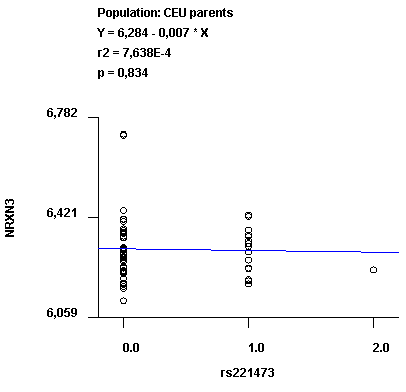 Population: CEU parents
Y = 6,284 - 0,007 * X
r2 = 7,638E-4
p = 0,834
6,782
6,421
6,059
NRXN3
0.0 1.0 2.0
rs221473